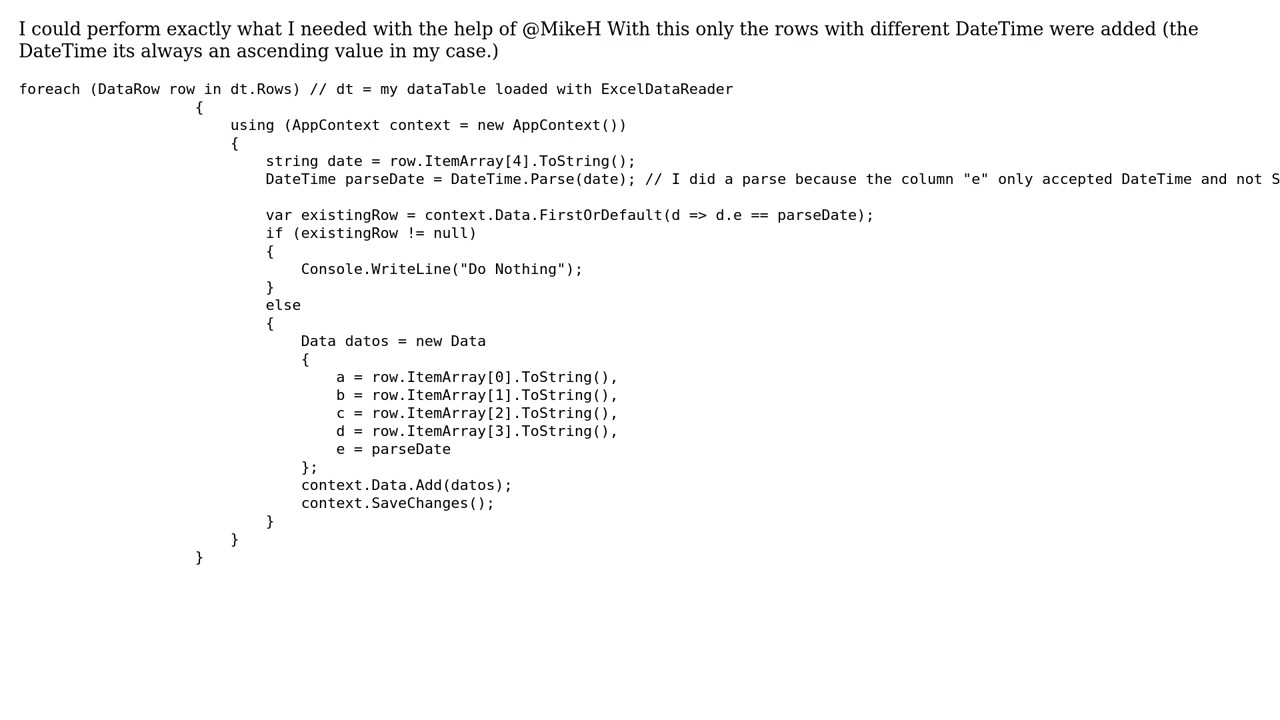 I could perform exactly what I needed with the help of @MikeH With this only the rows with different DateTime were added (the
DateTime its always an ascending value in my case.)
foreach (DataRow row in dt.Rows) // dt = my dataTable loaded with ExcelDataReader
{
using (AppContext context = new AppContext())
{
string date = row.ItemArray[4].ToString();
DateTime parseDate = DateTime.Parse(date); // I did a parse because the column "e" only accepted DateTime and not S
var existingRow = context.Data.FirstOrDefault(d => d.e == parseDate);
if (existingRow != null)
{
Console.WriteLine("Do Nothing");
}
else
{
Data datos = new Data
{
a = row.ItemArray[0].ToString(),
b = row.ItemArray[1].ToString(),
c = row.ItemArray[2].ToString(),
d = row.ItemArray[3].ToString(),
e = parseDate
};
context.Data.Add(datos);
context.SaveChanges();
}
}
}